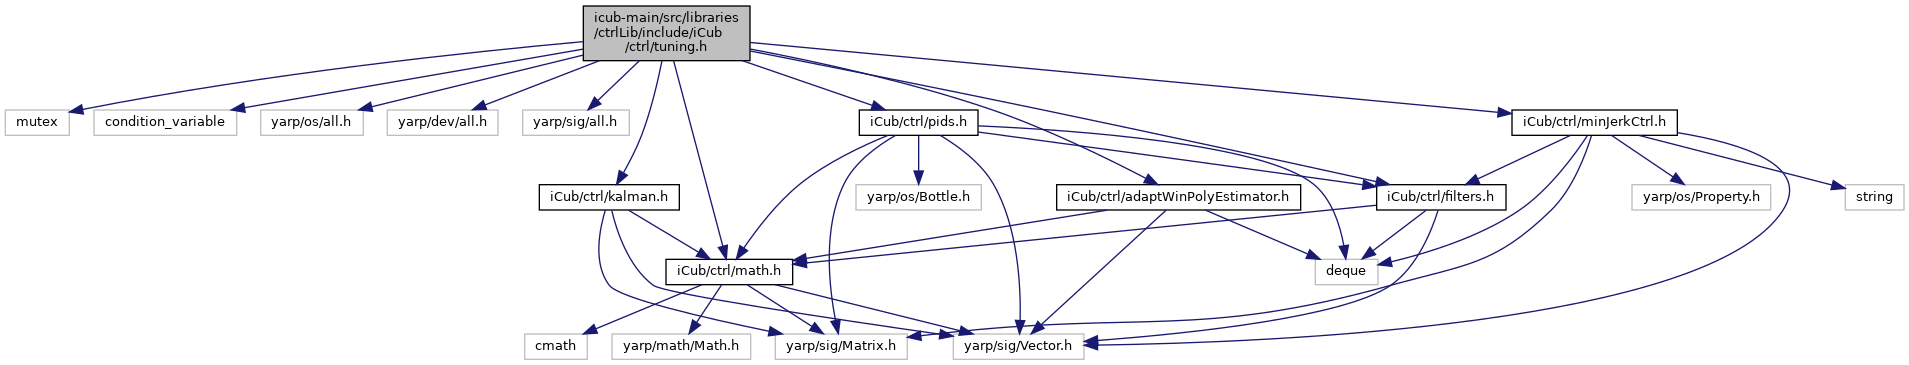 icub-main/src/libraries
/ctrlLib/include/iCub
/ctrl/tuning.h
mutex
condition_variable
yarp/os/all.h
yarp/dev/all.h
yarp/sig/all.h
iCub/ctrl/pids.h
iCub/ctrl/minJerkCtrl.h
iCub/ctrl/kalman.h
yarp/os/Bottle.h
iCub/ctrl/adaptWinPolyEstimator.h
iCub/ctrl/filters.h
yarp/os/Property.h
string
iCub/ctrl/math.h
deque
cmath
yarp/math/Math.h
yarp/sig/Matrix.h
yarp/sig/Vector.h